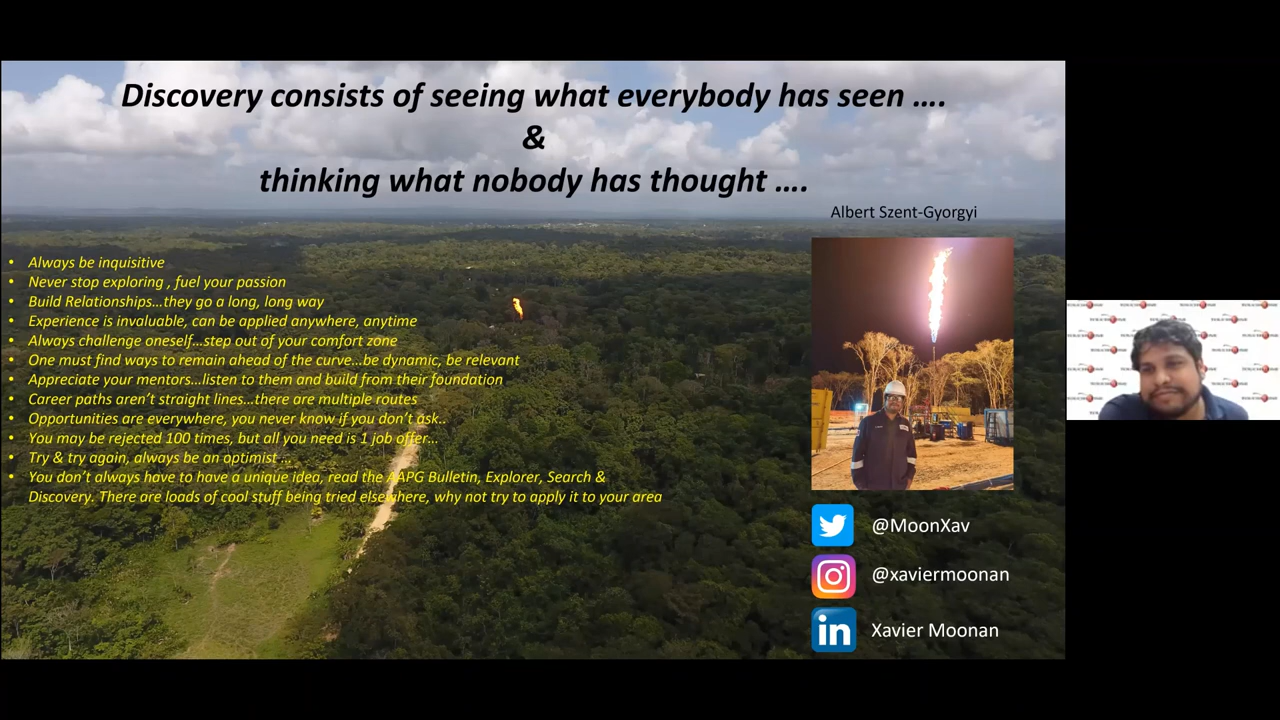 Discovery consists of seeing what everybody has seen ....
&
thinking what nobody has thought ....
Albert Szent-Gyorgyi
• Always be inquisitive
• Never stop exploring , fuel your passion
• Build Relationships...they go a long, long way
• Experience is invaluable, can be applied anywhere, anytime
• Always challenge oneself...step out of your comfort zone
• One must find ways to remain ahead of the curve...be dynamic, be relevant
• Appreciate your mentors...listen to them and build from their foundation
• Career paths aren't straight lines...there are multiple routes
• Opportunities are everywhere, you never know if you don't ask..
• You may be rejected 100 times, but all you need is 1 job offer...
• Try & try again, always be an optimist ...
• You don't always have to have a unique idea, read the AAPG Bulletin, Explorer, Search &
Discovery. There are loads of cool stuff being tried elsewhere, why not try to apply it to your area
@MoonXav
@xaviermoonan
in
Xavier Moonan